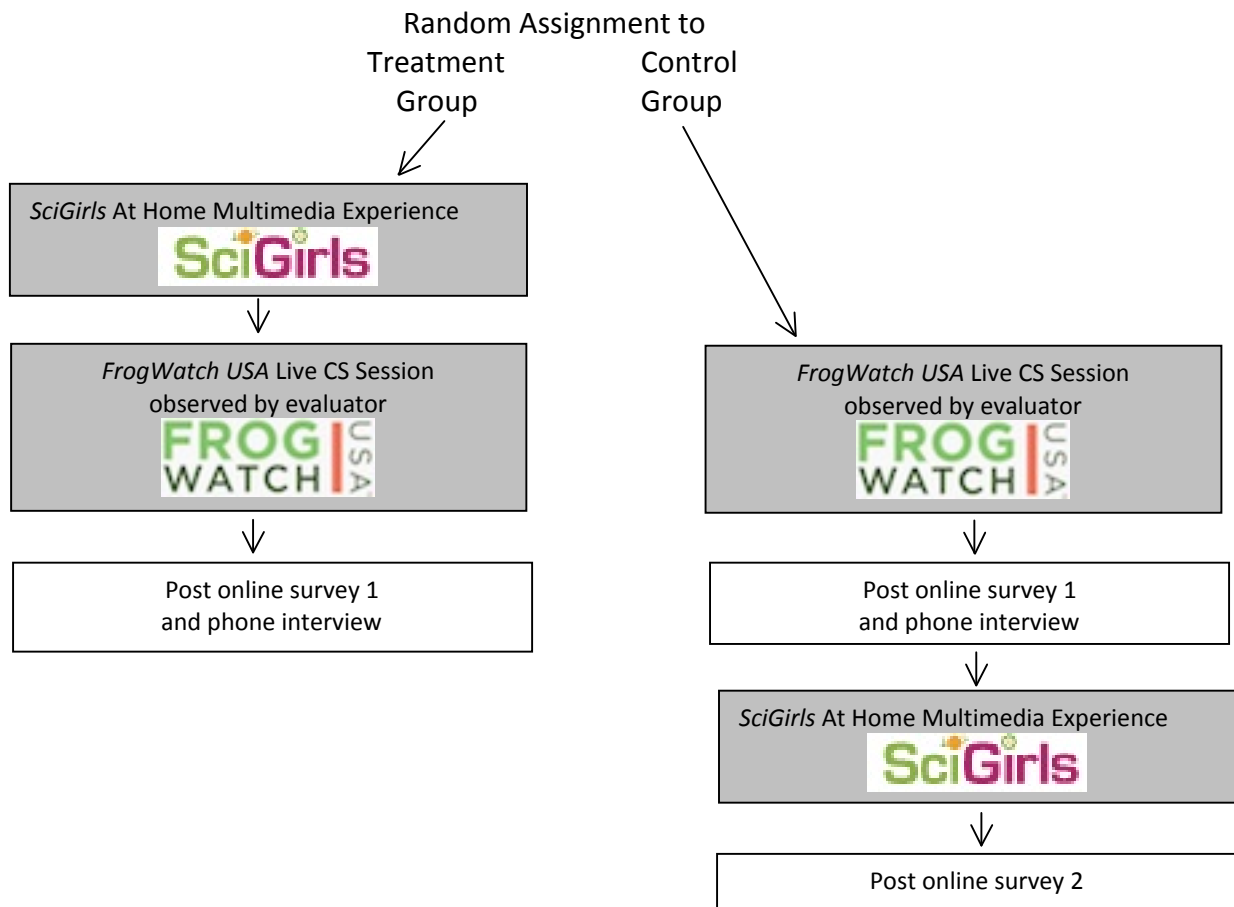 Random Assignment to
Treatment
Group
Control
Group
SciGirls At Home Multimedia Experience
SciGirls
FrogWatch USA Live CS Session
observed by evaluator
FROG
WATCH
USA
Post online survey 1
and phone interview
FrogWatch USA Live CS Session
observed by evaluator
FROG
WATCH
USA
Post online survey 1
and phone interview
SciGirls At Home Multimedia Experience
SciGirls
Post online survey 2